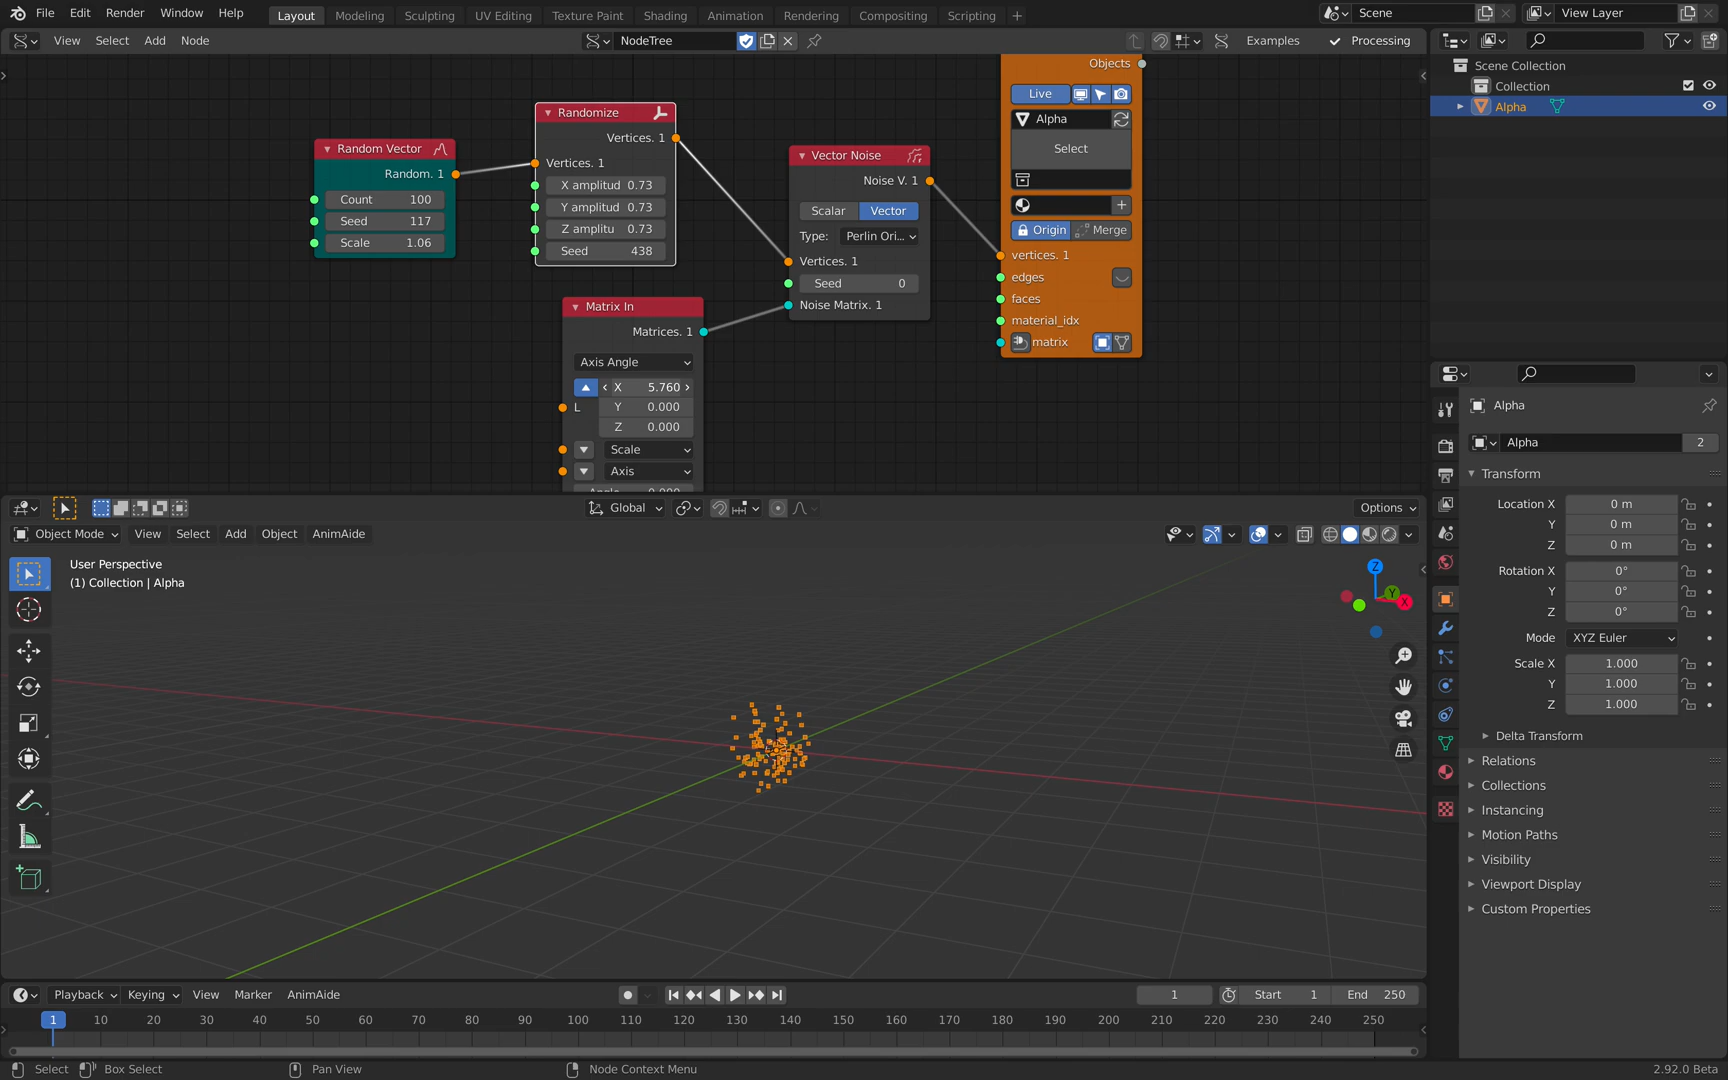 File Edit Render Window Help
Layout Modeling Sculpting UV Editing Texture Paint Shading Animation Rendering Compositing Scripting +
Scene
View Layer
View Select Add Node
NodeTree
Examples Processing
Scene Collection
Collection
Alpha
Random Vector
Random. 1
Count 100
Seed 117
Scale 1.06
Randomize
Vertices. 1
Vertices. 1
X amplitud 0.73
Y amplitud 0.73
Z amplitu 0.73
Seed 438
Matrix In
Matrices. 1
Axis Angle
X 5.760
L Y 0.000
Z 0.000
Scale
Axis
Angle 0.000
Vector Noise
Noise V. 1
Scalar Vector
Type: Perlin Ori...
Vertices. 1
Seed 0
Noise Matrix. 1
Objects
Live
Alpha
Select
Origin Merge
vertices. 1
edges
faces
material_idx
matrix
Global
Options
Object Mode View Select Add Object AnimAide
User Perspective
(1) Collection | Alpha
Z
Y
X
Alpha
Alpha 2
Transform
Location X 0 m
Y 0 m
Z 0 m
Rotation X 0°
Y 0°
Z 0°
Mode XYZ Euler
Scale X 1.000
Y 1.000
Z 1.000
Delta Transform
Relations
Collections
Instancing
Motion Paths
Visibility
Viewport Display
Custom Properties
Playback Keying View Marker AnimAide
1 Start 1 End 250
1 10 20 30 40 50 60 70 80 90 100 110 120 130 140 150 160 170 180 190 200 210 220 230 240 250
Select Box Select Pan View Node Context Menu 2.92.0 Beta